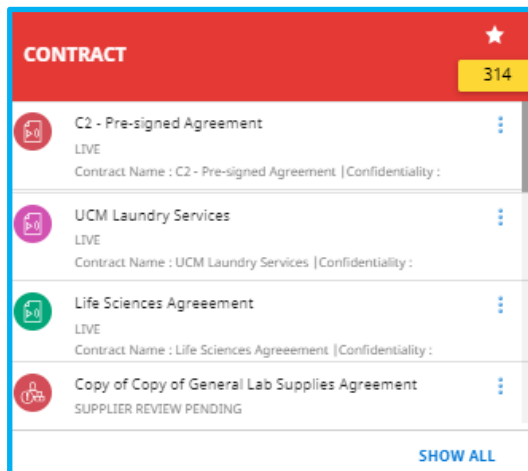 CONTRACT
314
C2 - Pre-signed Agreement
LIVE
Contract Name : C2 - Pre-signed Agreement |Confidentiality :
UCM Laundry Services
LIVE
Contract Name : UCM Laundry Services |Confidentiality :
Life Sciences Agreeement
LIVE
Contract Name : Life Sciences Agreeement |Confidentiality :
Copy of Copy of General Lab Supplies Agreement
SUPPLIER REVIEW PENDING
SHOW ALL